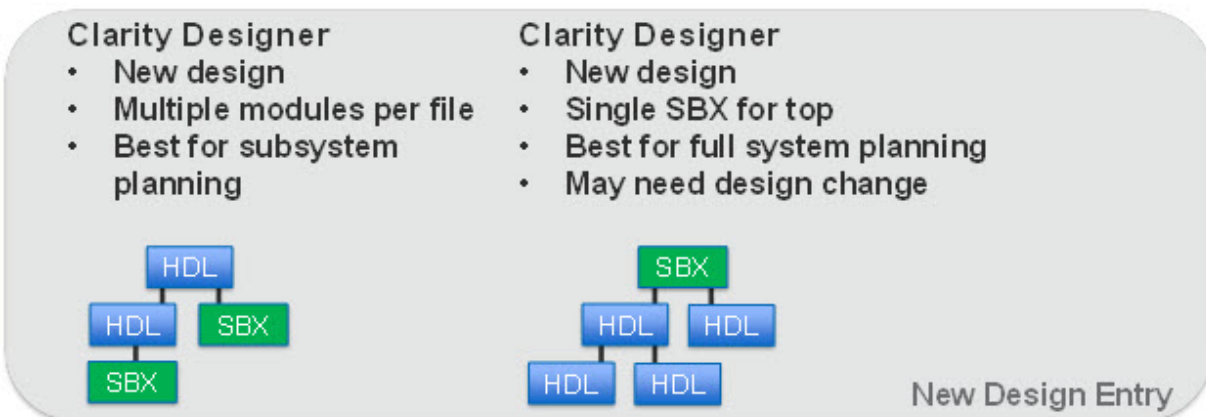 Clarity Designer
• New design
• Multiple modules per file
• Best for subsystem
planning
Clarity Designer
• New design
• Single SBX for top
• Best for full system planning
• May need design change
HDL
HDL
SBX
SBX
SBX
HDL
HDL
HDL
HDL
New Design Entry